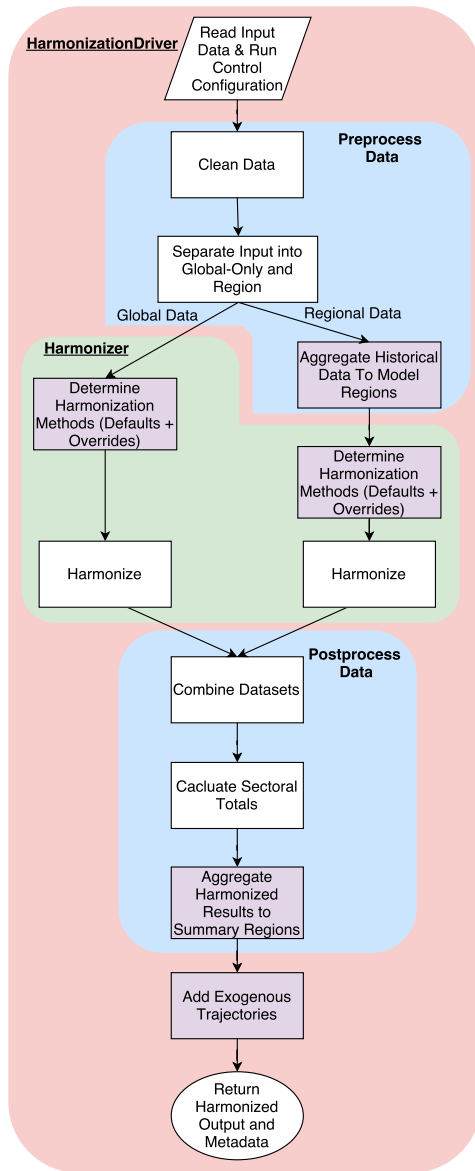 HarmonizationDriver
Read Input
Data & Run
Control
Configuration
Preprocess
Data
Clean Data
Separate Input into
Global-Only and
Region
Global Data
Regional Data
Harmonizer
Aggregate Historical
Data To Model
Regions
Determine
Harmonization
Methods (Defaults +
Overrides)
Determine
Harmonization
Methods (Defaults +
Overrides)
Harmonize
Harmonize
Postprocess
Data
Combine Datasets
Cacluate Sectoral
Totals
Aggregate
Harmonized
Results to
Summary Regions
Add Exogenous
Trajectories
Return
Harmonized
Output and
Metadata